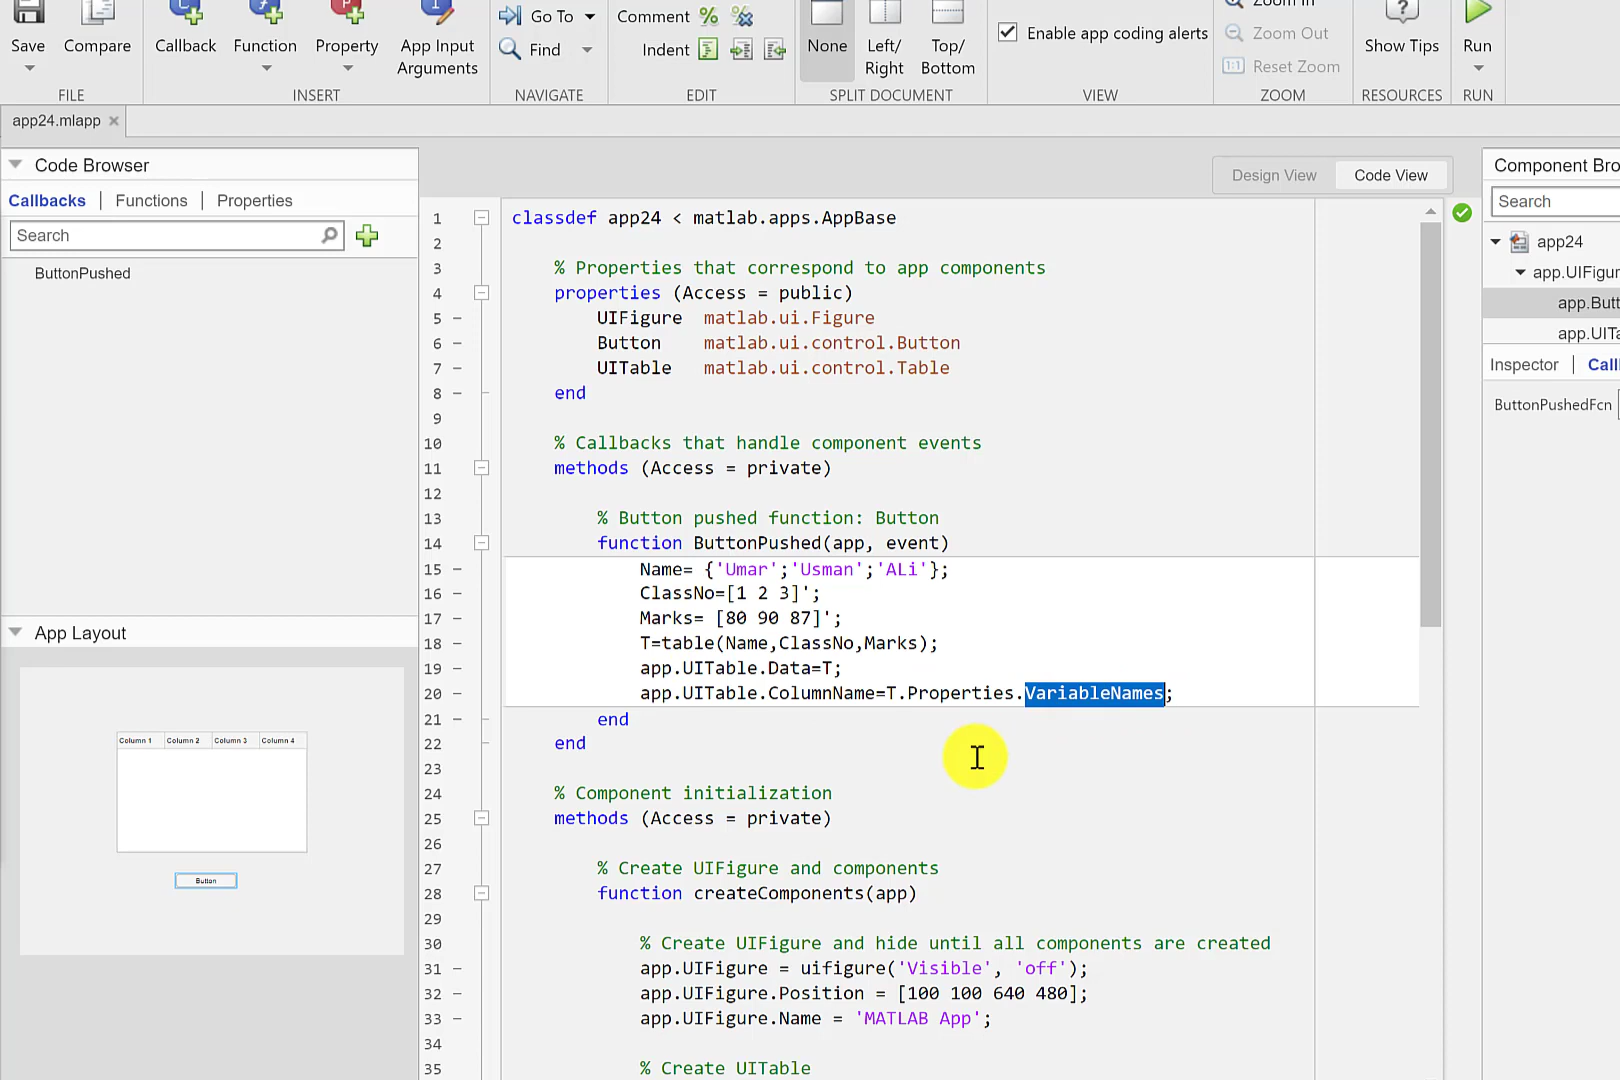 Save
Compare
Callback
Function
Property
App Input
Arguments
Go To
Find
Comment
Indent
None
Left/
Right
Top/
Bottom
Enable app coding alerts
Zoom In
Zoom Out
1:1 Reset Zoom
Show Tips
Run
FILE
INSERT
NAVIGATE
EDIT
SPLIT DOCUMENT
VIEW
ZOOM
RESOURCES
RUN
app24.mlapp
Code Browser
Callbacks | Functions | Properties
Search
ButtonPushed
App Layout
Column 1 Column 2 Column 3 Column 4
Button
Design View Code View
1 classdef app24 < matlab.apps.AppBase
2
3 % Properties that correspond to app components
4 properties (Access = public)
5 – UIFigure matlab.ui.Figure
6 – Button matlab.ui.control.Button
7 – UITable matlab.ui.control.Table
8 – end
9
10 % Callbacks that handle component events
11 methods (Access = private)
12
13 % Button pushed function: Button
14 function ButtonPushed(app, event)
15 – Name= {'Umar';'Usman';'ALi'};
16 – ClassNo=[1 2 3]';
17 – Marks= [80 90 87]';
18 – T=table(Name,ClassNo,Marks);
19 – app.UITable.Data=T;
20 – app.UITable.ColumnName=T.Properties.VariableNames;
21 – end
22 end
23
24 % Component initialization
25 methods (Access = private)
26
27 % Create UIFigure and components
28 function createComponents(app)
29
30 % Create UIFigure and hide until all components are created
31 – app.UIFigure = uifigure('Visible', 'off');
32 – app.UIFigure.Position = [100 100 640 480];
33 – app.UIFigure.Name = 'MATLAB App';
34
35 % Create UITable
Component Bro
Search
app24
app.UIFigur
app.Butt
app.UITa
Inspector | Call
ButtonPushedFcn